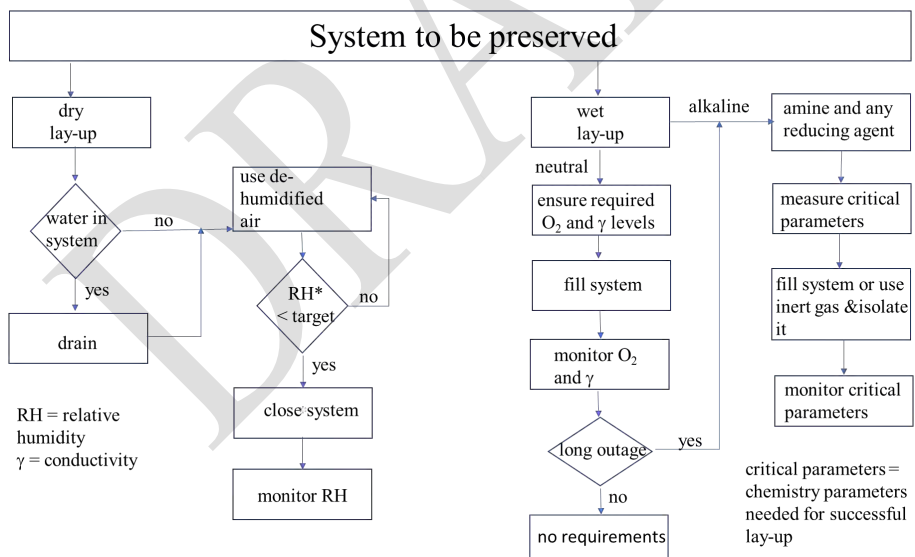 System to be preserved
dry
lay-up
water in
system
no
yes
drain
use de-
humidified
air
RH*
< target
no
yes
close system
monitor RH
RH = relative
humidity
γ = conductivity
wet
lay-up
alkaline
neutral
ensure required
O₂ and γ levels
fill system
monitor O₂
and γ
long outage
yes
no
no requirements
amine and any
reducing agent
measure critical
parameters
fill system or use
inert gas &isolate
it
monitor critical
parameters
critical parameters =
chemistry parameters
needed for successful
lay-up
DRA